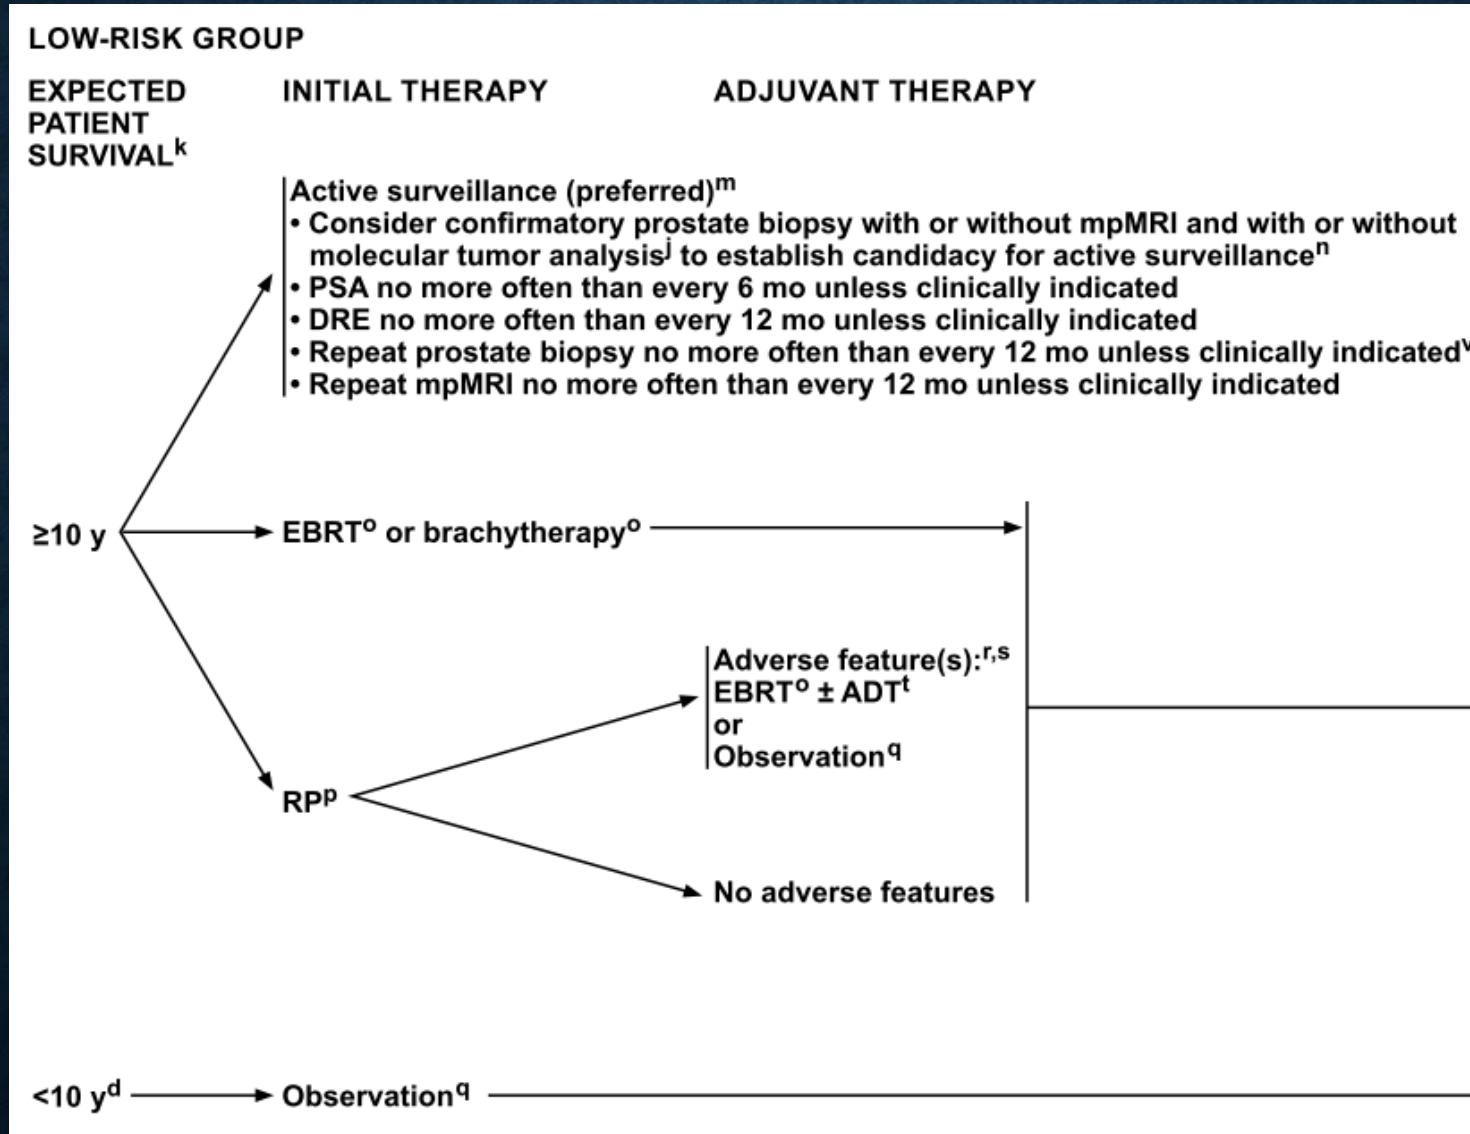 LOW-RISK GROUP
EXPECTED PATIENT SURVIVALᵏ
INITIAL THERAPY
ADJUVANT THERAPY
Active surveillance (preferred)ᵐ
• Consider confirmatory prostate biopsy with or without mpMRI and with or without
molecular tumor analysisʲ to establish candidacy for active surveillanceⁿ
• PSA no more often than every 6 mo unless clinically indicated
• DRE no more often than every 12 mo unless clinically indicated
• Repeat prostate biopsy no more often than every 12 mo unless clinically indicatedᵛ
• Repeat mpMRI no more often than every 12 mo unless clinically indicated
≥10 y
EBRTᵒ or brachytherapyᵒ
Adverse feature(s):ʳ,ˢ
EBRTᵒ ± ADTᵗ
or
Observation^q
RPᵖ
No adverse features
<10 yᵈ
Observation^q